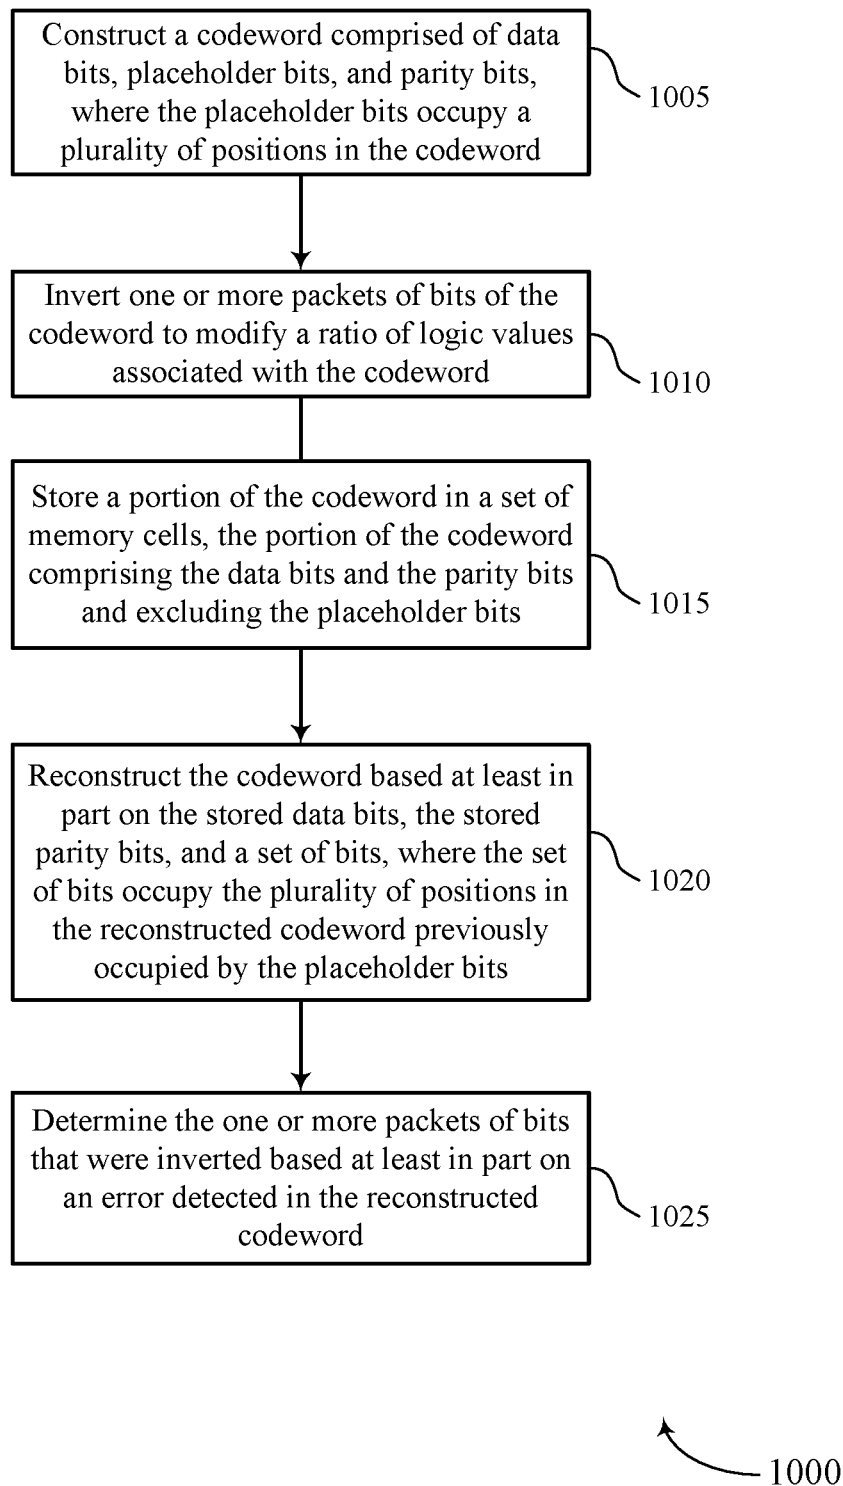 Construct a codeword comprised of data
bits, placeholder bits, and parity bits,
where the placeholder bits occupy a
plurality of positions in the codeword
1005
Invert one or more packets of bits of the
codeword to modify a ratio of logic values
associated with the codeword
1010
Store a portion of the codeword in a set of
memory cells, the portion of the codeword
comprising the data bits and the parity bits
and excluding the placeholder bits
1015
Reconstruct the codeword based at least in
part on the stored data bits, the stored
parity bits, and a set of bits, where the set
of bits occupy the plurality of positions in
the reconstructed codeword previously
occupied by the placeholder bits
1020
Determine the one or more packets of bits
that were inverted based at least in part on
an error detected in the reconstructed
codeword
1025
1000